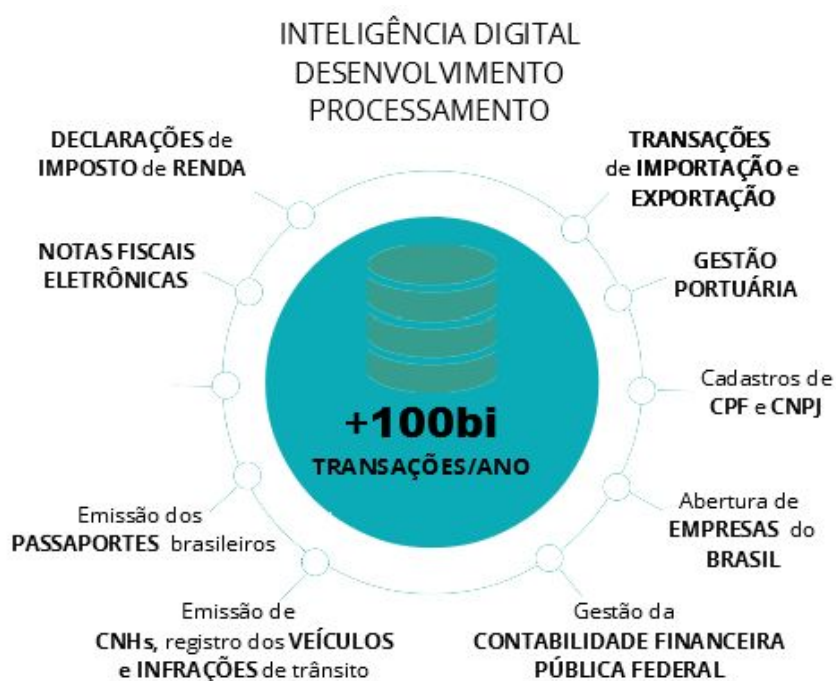 INTELIGÊNCIA DIGITAL
DESENVOLVIMENTO
PROCESSAMENTO
DECLARAÇÕES de
IMPOSTO de RENDA
TRANSAÇÕES
de IMPORTAÇÃO e
EXPORTAÇÃO
NOTAS FISCAIS
ELETRÔNICAS
GESTÃO
PORTUÁRIA
Cadastros de
CPF e CNPJ
+100bi
TRANSAÇÕES/ANO
Emissão dos
PASSAPORTES brasileiros
Abertura de
EMPRESAS do
BRASIL
Emissão de
CNHs, registro dos VEÍCULOS
e INFRAÇÕES de trânsito
Gestão da
CONTABILIDADE FINANCEIRA
PÚBLICA FEDERAL